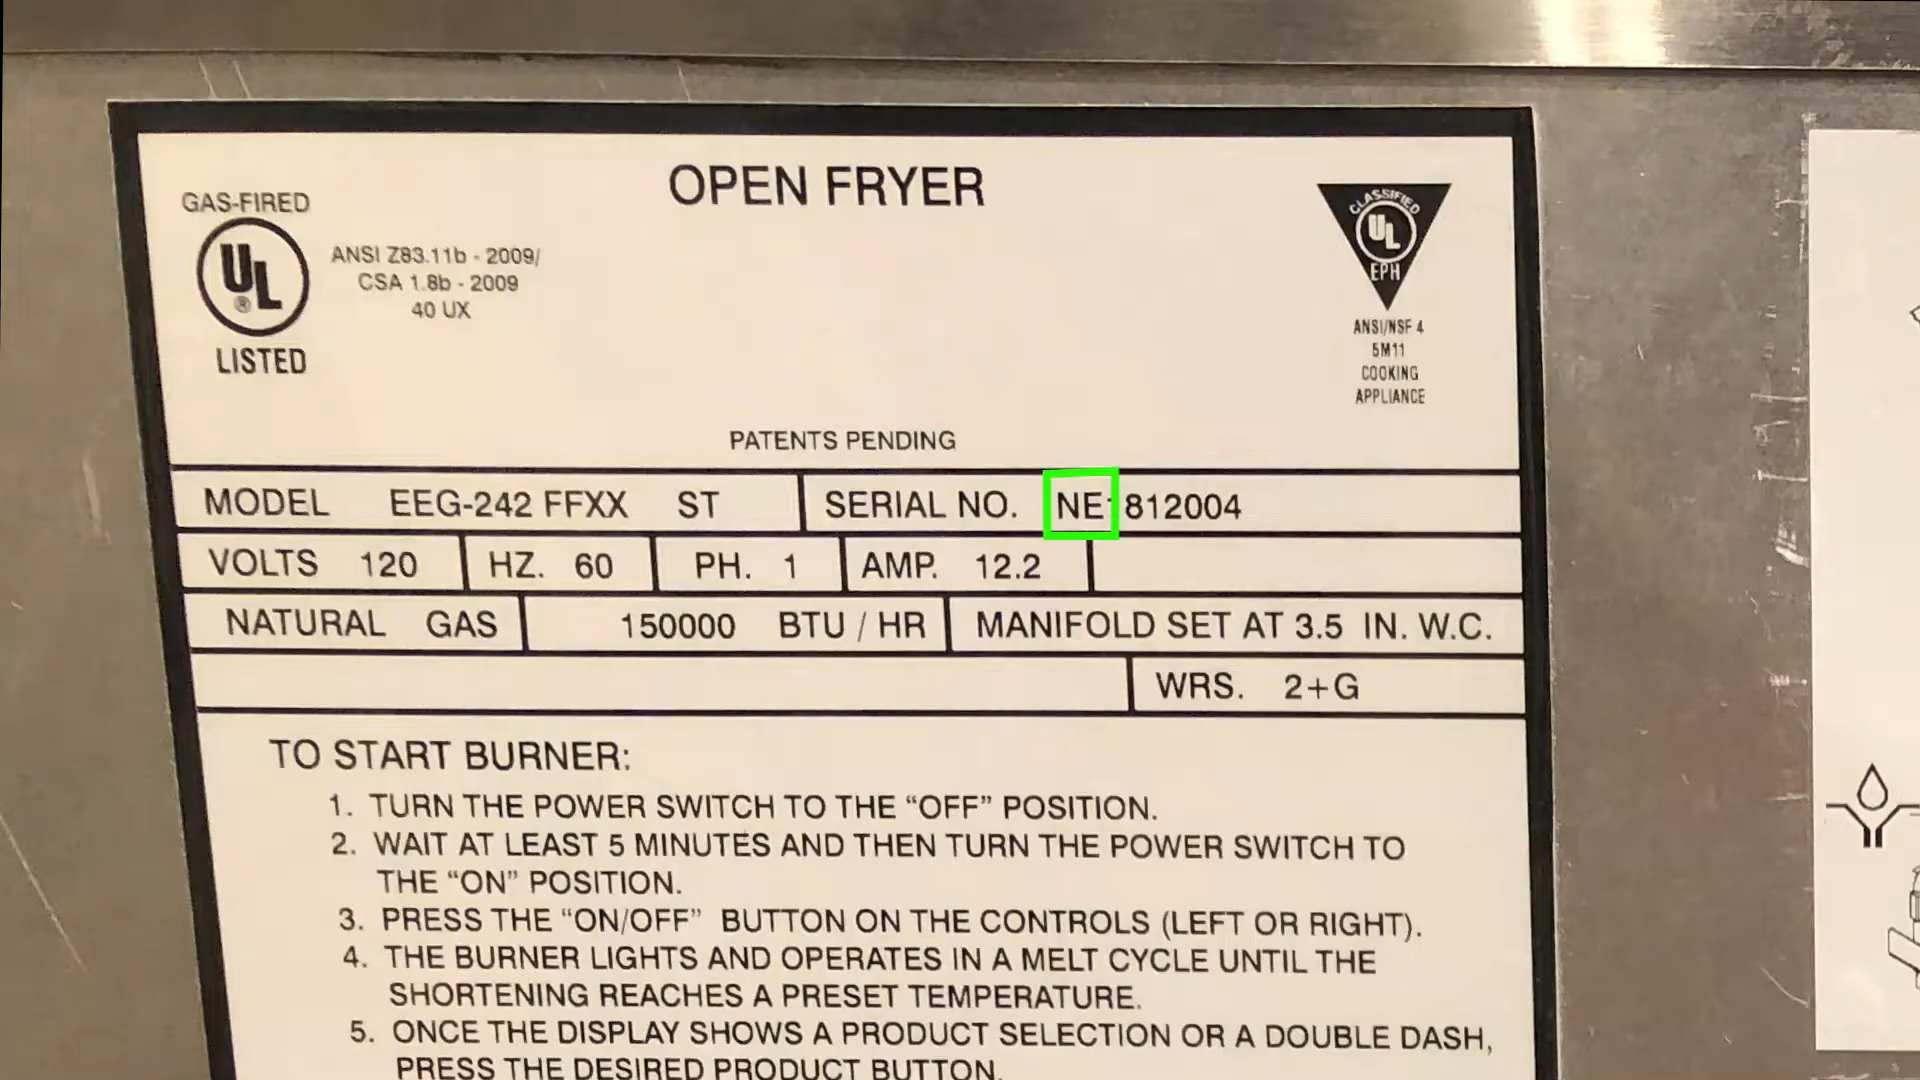 OPEN FRYER
GAS-FIRED
UL
®
LISTED
ANSI Z83.11b - 2009/
CSA 1.8b - 2009
40 UX
CLASSIFIED
UL
EPH
ANSI/NSF 4
5M11
COOKING
APPLIANCE
PATENTS PENDING
MODEL EEG-242 FFXX ST SERIAL NO. NE1812004
VOLTS 120 HZ. 60 PH. 1 AMP. 12.2
NATURAL GAS 150000 BTU / HR MANIFOLD SET AT 3.5 IN. W.C.
WRS. 2+G
TO START BURNER:
1. TURN THE POWER SWITCH TO THE “OFF” POSITION.
2. WAIT AT LEAST 5 MINUTES AND THEN TURN THE POWER SWITCH TO
THE “ON” POSITION.
3. PRESS THE “ON/OFF” BUTTON ON THE CONTROLS (LEFT OR RIGHT).
4. THE BURNER LIGHTS AND OPERATES IN A MELT CYCLE UNTIL THE
SHORTENING REACHES A PRESET TEMPERATURE.
5. ONCE THE DISPLAY SHOWS A PRODUCT SELECTION OR A DOUBLE DASH,
PRESS THE DESIRED PRODUCT BUTTON.